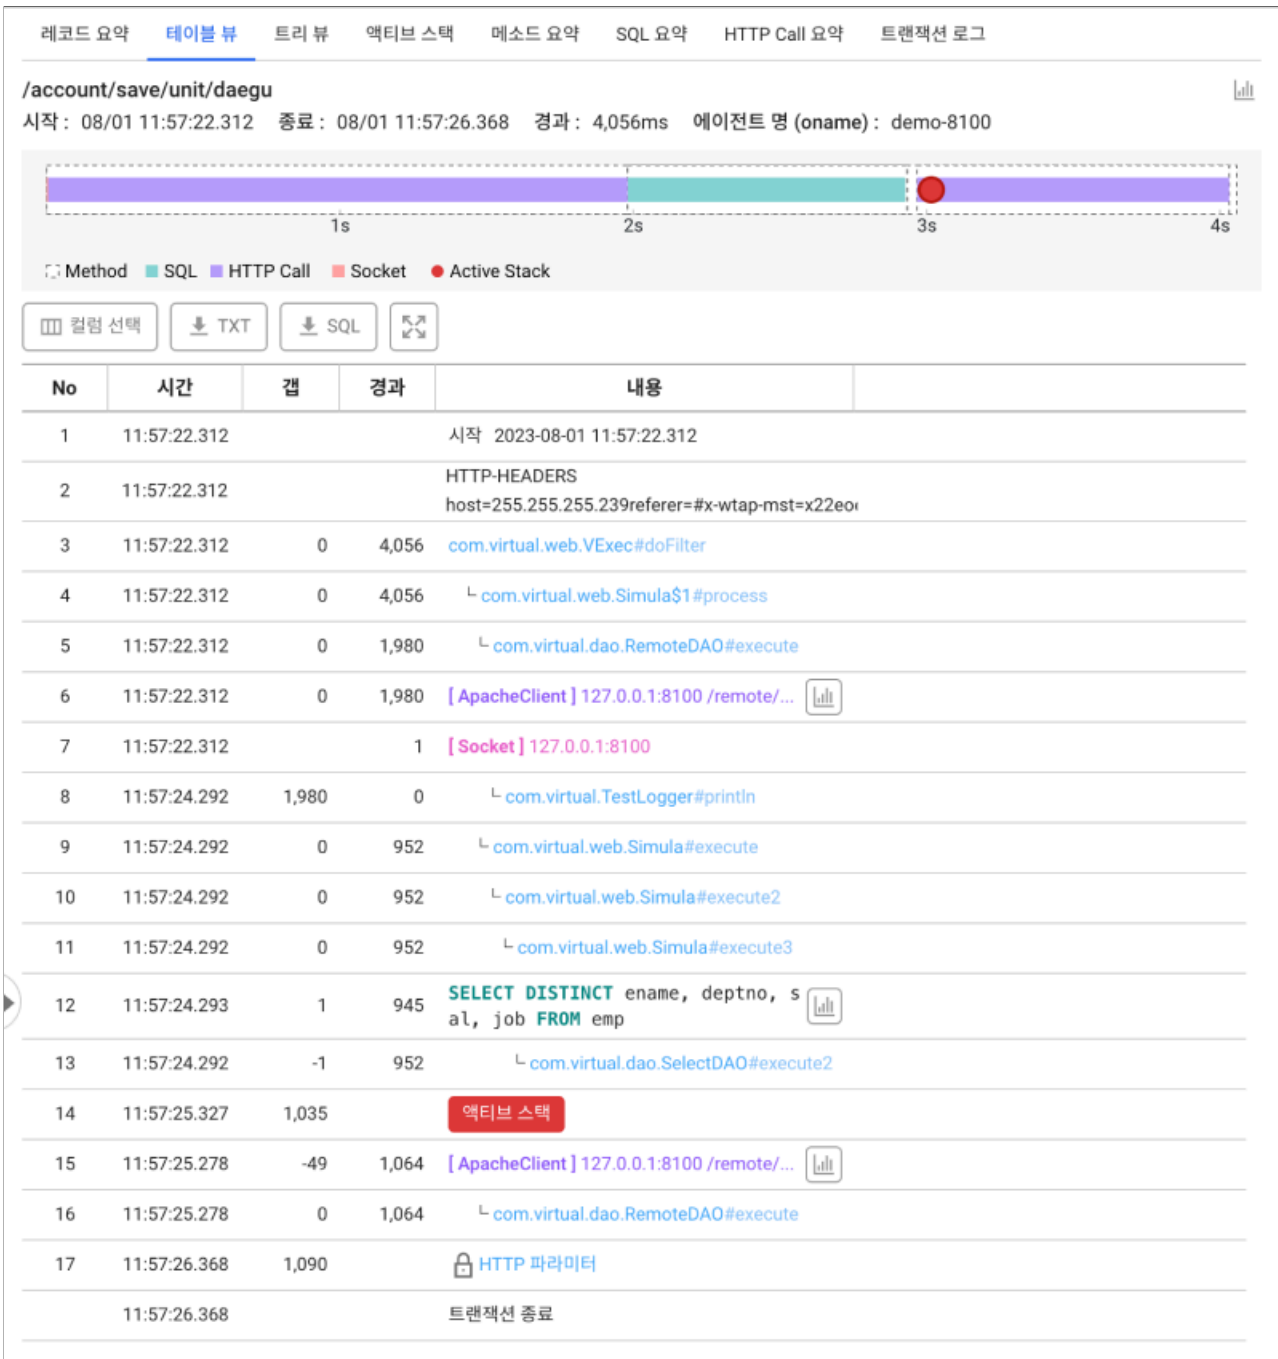 레코드 요약 테이블 뷰 트리 뷰 액티브 스택 메소드 요약 SQL 요약 HTTP Call 요약 트랜잭션 로그
/account/save/unit/daegu
시작 : 08/01 11:57:22.312 종료 : 08/01 11:57:26.368 경과 : 4,056ms 에이전트 명 (oname) : demo-8100
1s 2s 3s 4s
Method SQL HTTP Call Socket Active Stack
컬럼 선택 TXT SQL
No 시간 갭 경과 내용
1 11:57:22.312 시작 2023-08-01 11:57:22.312
2 11:57:22.312 HTTP-HEADERS
host=255.255.255.239referer=#x-wtap-mst=x22eo
3 11:57:22.312 0 4,056 com.virtual.web.VExec#doFilter
4 11:57:22.312 0 4,056 └ com.virtual.web.Simula$1#process
5 11:57:22.312 0 1,980 └ com.virtual.dao.RemoteDAO#execute
6 11:57:22.312 0 1,980 [ ApacheClient ] 127.0.0.1:8100 /remote/...
7 11:57:22.312 1 [ Socket ] 127.0.0.1:8100
8 11:57:24.292 1,980 0 └ com.virtual.TestLogger#println
9 11:57:24.292 0 952 └ com.virtual.web.Simula#execute
10 11:57:24.292 0 952 └ com.virtual.web.Simula#execute2
11 11:57:24.292 0 952 └ com.virtual.web.Simula#execute3
12 11:57:24.293 1 945 SELECT DISTINCT ename, deptno, s
al, job FROM emp
13 11:57:24.292 -1 952 └ com.virtual.dao.SelectDAO#execute2
14 11:57:25.327 1,035 액티브 스택
15 11:57:25.278 -49 1,064 [ ApacheClient ] 127.0.0.1:8100 /remote/...
16 11:57:25.278 0 1,064 └ com.virtual.dao.RemoteDAO#execute
17 11:57:26.368 1,090 HTTP 파라미터
11:57:26.368 트랜잭션 종료